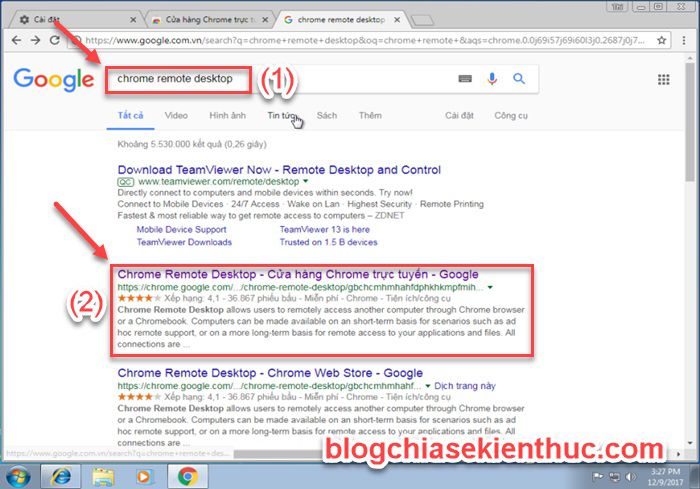 Cài đặt
Cửa hàng Chrome trực tu
chrome remote desktop
https://www.google.com.vn/search?q=chrome+remote+desktop&oq=chrome+remote+&aqs=chrome.0.0j69i57j69i60l3j0.2687j0j7...
Google
chrome remote desktop
(1)
Tất cả Video Hình ảnh Tin tức Sách Thêm Cài đặt Công cụ
Khoảng 5.530.000 kết quả (0,26 giây)
Download TeamViewer Now - Remote Desktop and Control
QC www.teamviewer.com/remote/desktop
Directly connect to computers and mobile devices within seconds. Try now!
Connect to Mobile Devices · 24/7 Access · Wake on Lan · Highest Security · Remote Printing
Fastest & most reliable way to get remote access to computers – ZDNET
Mobile Device Support TeamViewer 13 is here
TeamViewer Downloads Trusted on 1.5 B devices
(2)
Chrome Remote Desktop - Cửa hàng Chrome trực tuyến - Google
https://chrome.google.com/.../chrome-remote-desktop/gbchcmhmhahfdphkhkmpfmih...
Xếp hạng: 4,1 - 36.867 phiếu bầu - Miễn phí - Chrome - Tiện ích/công cụ
Chrome Remote Desktop allows users to remotely access another computer through Chrome browser
or a Chromebook. Computers can be made available on an short-term basis for scenarios such as ad
hoc remote support, or on a more long-term basis for remote access to your applications and files. All
connections are ...
Chrome Remote Desktop - Chrome Web Store - Google
https://chrome.google.com/.../chrome-remote-desktop/gbchcmhmhahf... Dịch trang này
Xếp hạng: 4,1 - 36.867 phiếu bầu - Miễn phí - Chrome - Tiện ích/công cụ
Chrome Remote Desktop allows users to remotely access another computer through Chrome browser
or a Chromebook. Computers can be made available on an short-term basis for scenarios such as ad
hoc remote support, or on a more long-term basis for remote access to your applications and files. All
connections are ...
https://www.google.com.vn/search?q=chrome+remote+des...
blogchiasekienthuc.com
3:27 PM
12/9/2017